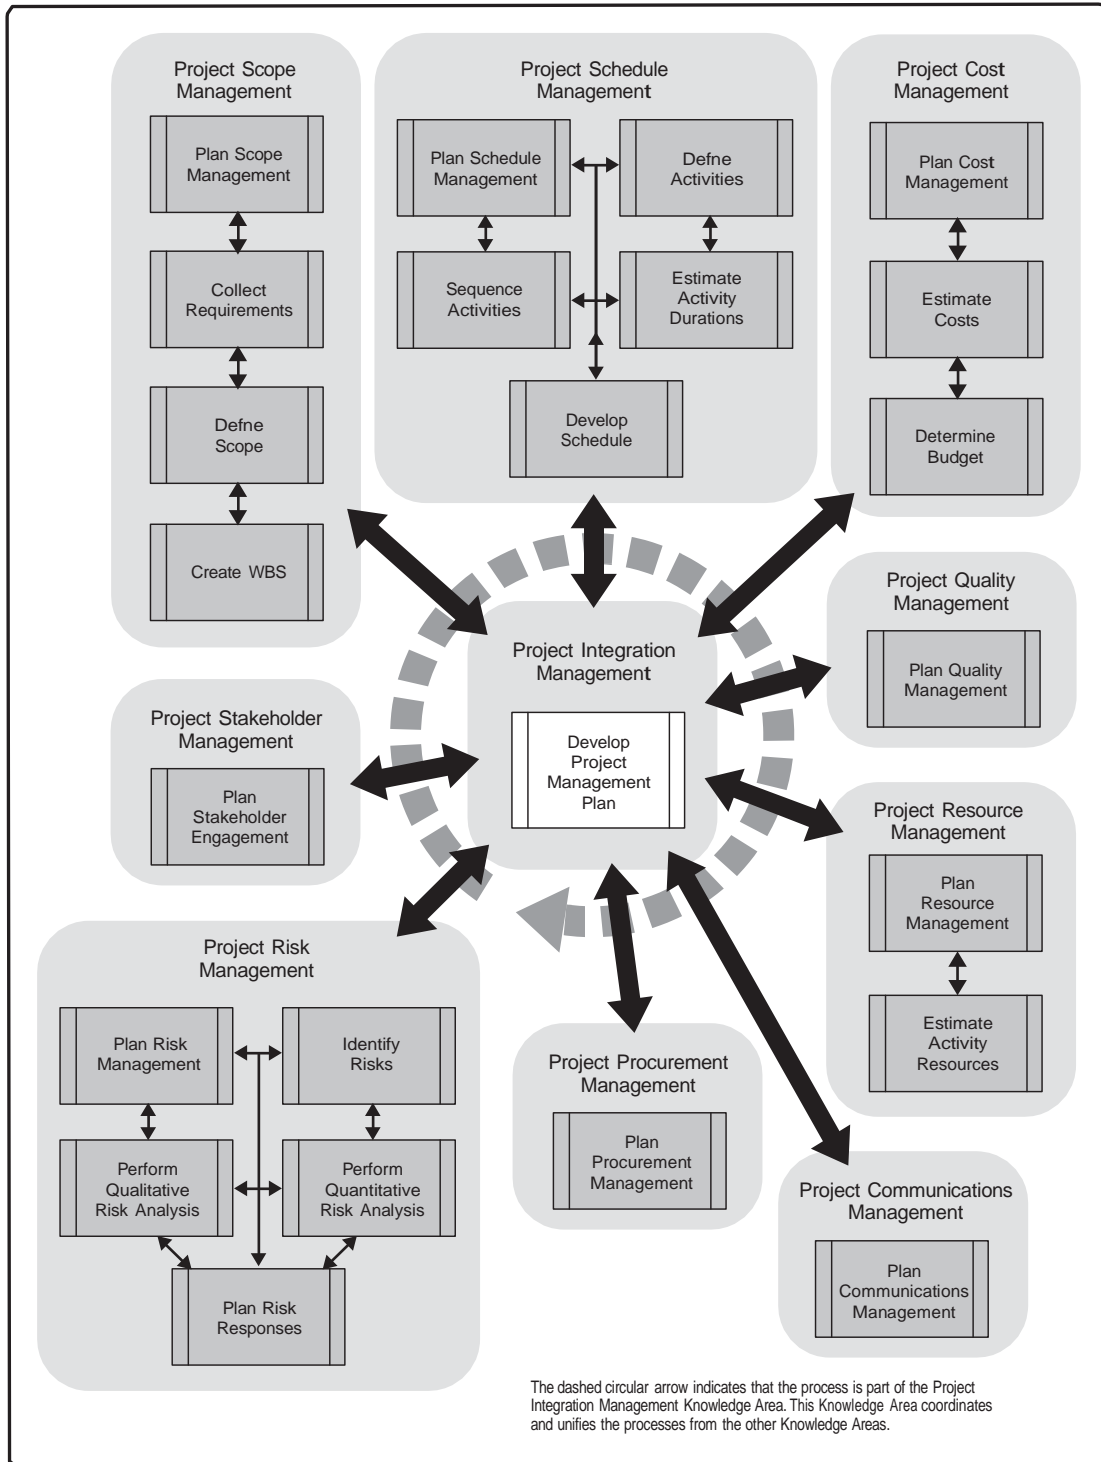 Project Scope
Management
Plan Scope
Management
Collect
Requirements
Defne
Scope
Create WBS
Project Schedule
Management
Plan Schedule
Management
Defne
Activities
Sequence
Activities
Estimate
Activity
Durations
Develop
Schedule
Project Cost
Management
Plan Cost
Management
Estimate
Costs
Determine
Budget
Project Quality
Management
Plan Quality
Management
Project Integration
Management
Develop
Project
Management
Plan
Project Stakeholder
Management
Plan
Stakeholder
Engagement
Project Resource
Management
Plan
Resource
Management
Estimate
Activity
Resources
Project Risk
Management
Plan Risk
Management
Identify
Risks
Perform
Qualitative
Risk Analysis
Perform
Quantitative
Risk Analysis
Plan Risk
Responses
Project Procurement
Management
Plan
Procurement
Management
Project Communications
Management
Plan
Communications
Management
The dashed circular arrow indicates that the process is part of the Project
Integration Management Knowledge Area. This Knowledge Area coordinates
and unifies the processes from the other Knowledge Areas.